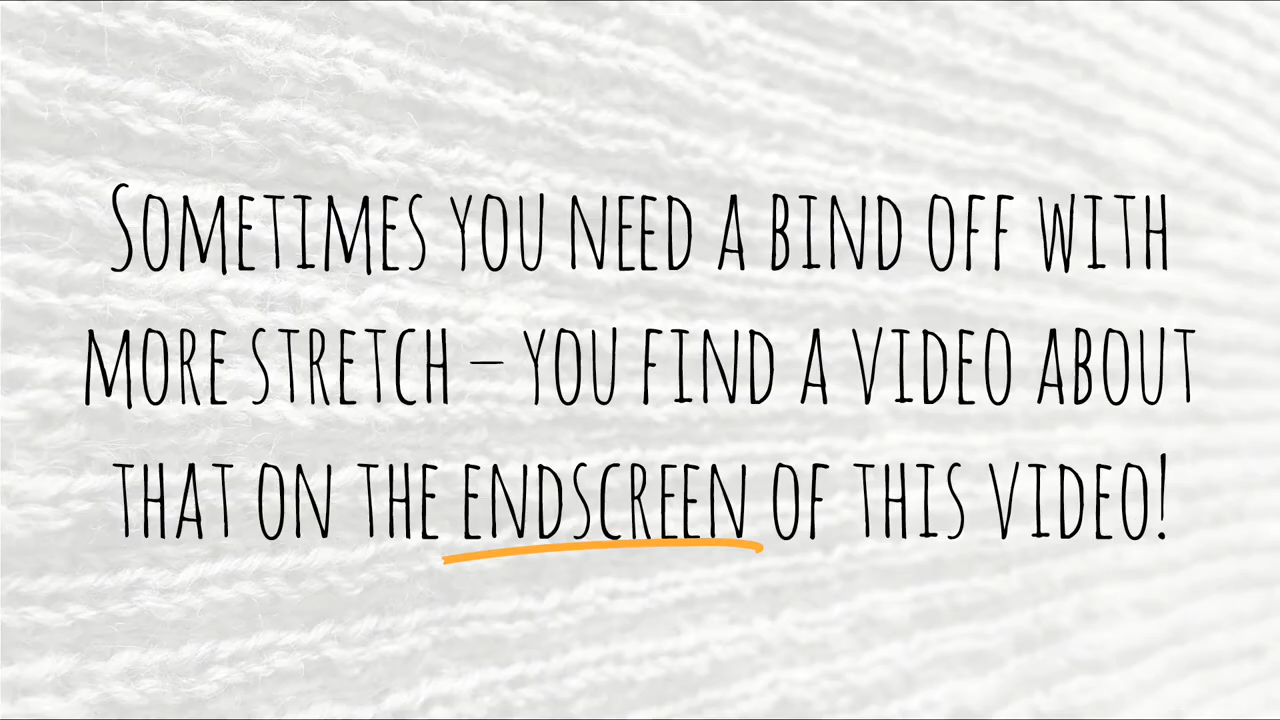 Sometimes you need a bind off with
more stretch – you find a video about
that on the endscreen of this video!